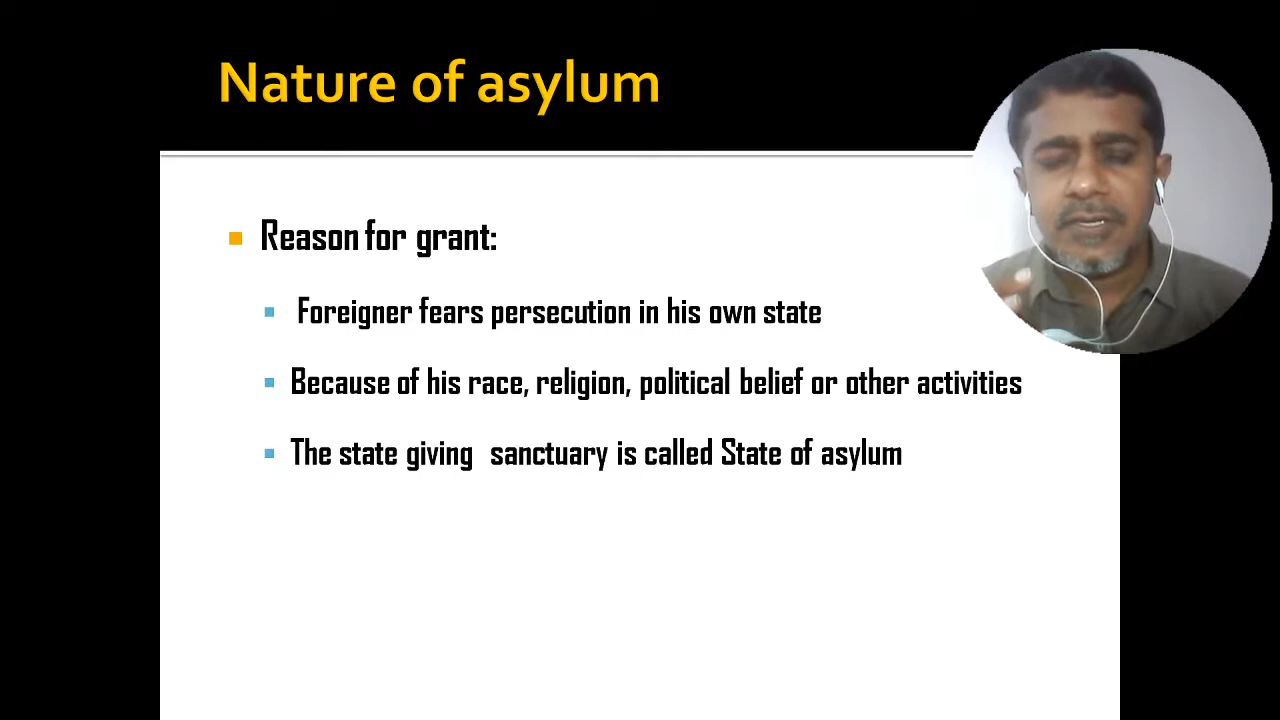 Nature of asylum
Reason for grant:
Foreigner fears persecution in his own state
Because of his race, religion, political belief or other activities
The state giving sanctuary is called State of asylum